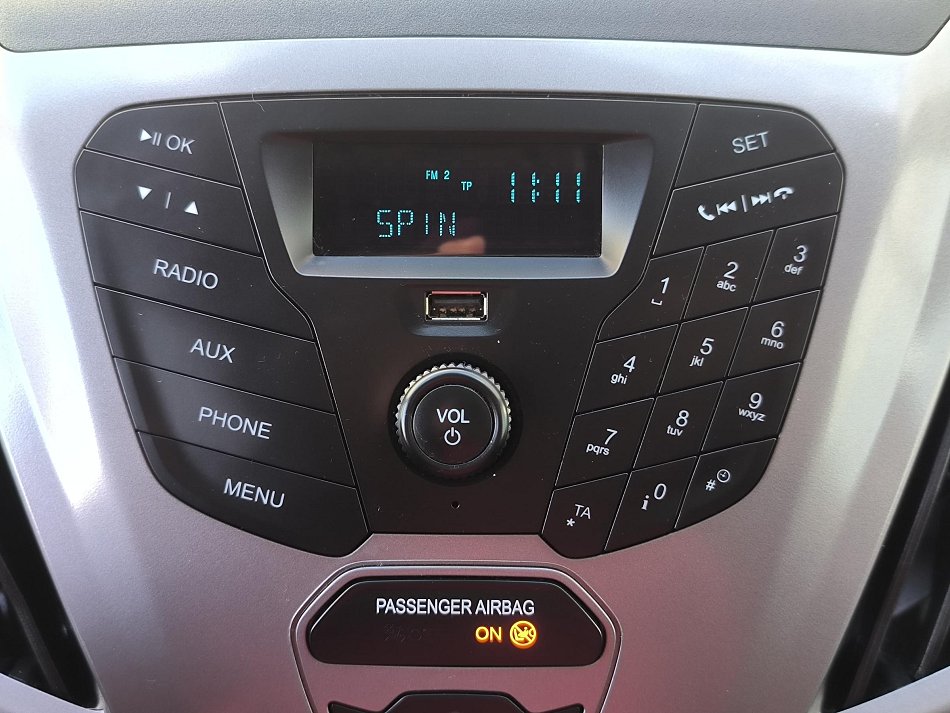 OK
SET
FM 2
TP
11:11
SPIN
RADIO
AUX
PHONE
MENU
VOL
1
2
abc
3
def
4
ghi
5
jkl
6
mno
7
pqrs
8
tuv
9
wxyz
TA
*
i 0
#
PASSENGER AIRBAG
ON